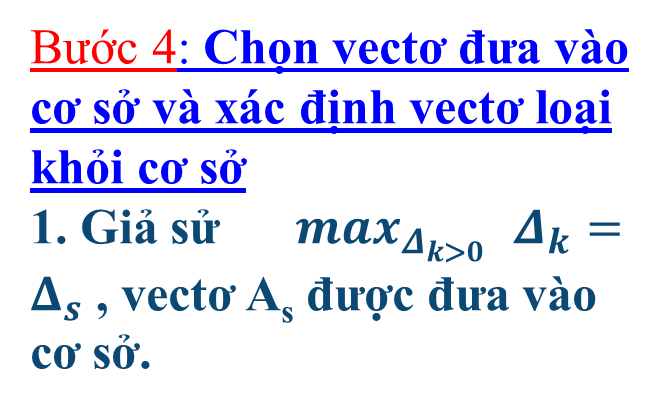 Bước 4: Chọn vectơ đưa vào
cơ sở và xác định vectơ loại
khỏi cơ sở
1. Giả sử max_{Δ_{k>0}} Δ_k =
Δ_s , vectơ A_s được đưa vào
cơ sở.